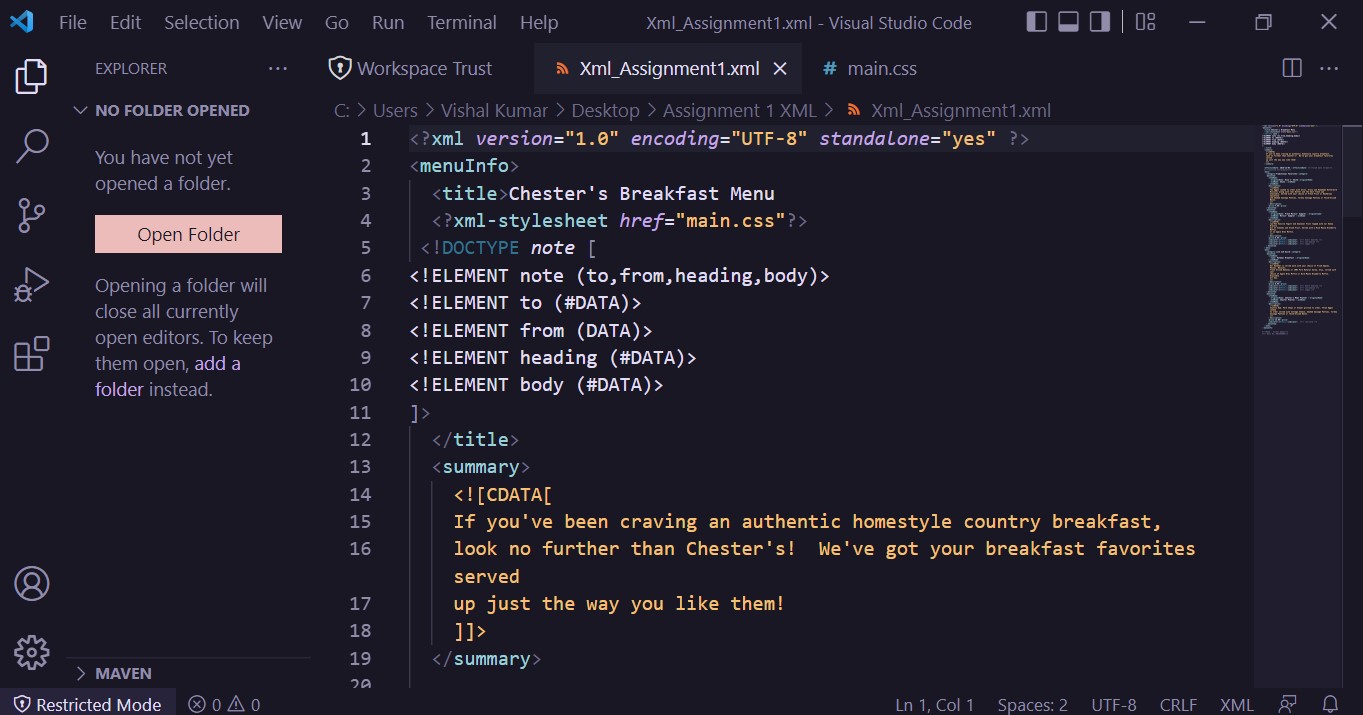 File Edit Selection View Go Run Terminal Help
Xml_Assignment1.xml - Visual Studio Code
EXPLORER
NO FOLDER OPENED
You have not yet
opened a folder.
Open Folder
Opening a folder will
close all currently
open editors. To keep
them open, add a
folder instead.
MAVEN
Workspace Trust
Xml_Assignment1.xml
# main.css
C: > Users > Vishal Kumar > Desktop > Assignment 1 XML > Xml_Assignment1.xml
1 <?xml version="1.0" encoding="UTF-8" standalone="yes" ?>
2 <menuInfo>
3 <title>Chester's Breakfast Menu
4 <?xml-stylesheet href="main.css"?>
5 <!DOCTYPE note [
6 <!ELEMENT note (to,from,heading,body)>
7 <!ELEMENT to (#DATA)>
8 <!ELEMENT from (DATA)>
9 <!ELEMENT heading (#DATA)>
10 <!ELEMENT body (#DATA)>
11 ]>
12 </title>
13 <summary>
14 <![CDATA[
15 If you've been craving an authentic homestyle country breakfast,
16 look no further than Chester's!  We've got your breakfast favorites
served
17 up just the way you like them!
18 ]]>
19 </summary>
20
Restricted Mode
0 0
Ln 1, Col 1 Spaces: 2 UTF-8 CRLF XML